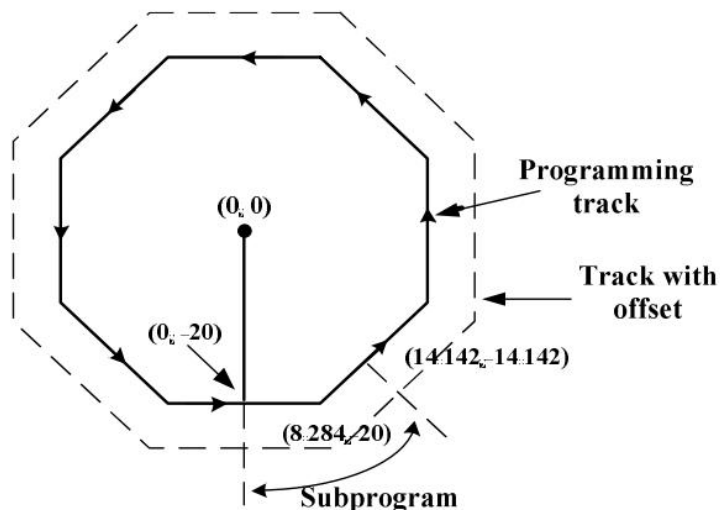 Programming
track
(0, 0)
Track with
offset
(0, –20)
(14.142, –14.142)
(8.284, –20)
Subprogram